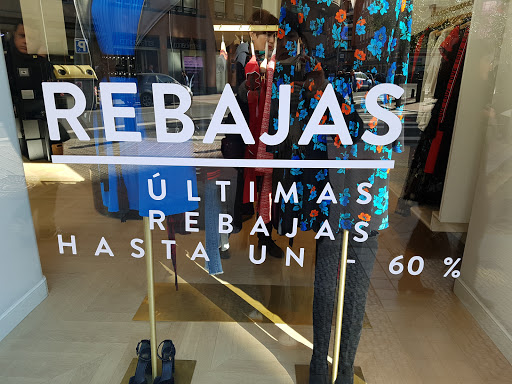 REBAJAS
ÚLTIMAS
REBAJAS
HASTA UN - 60 %